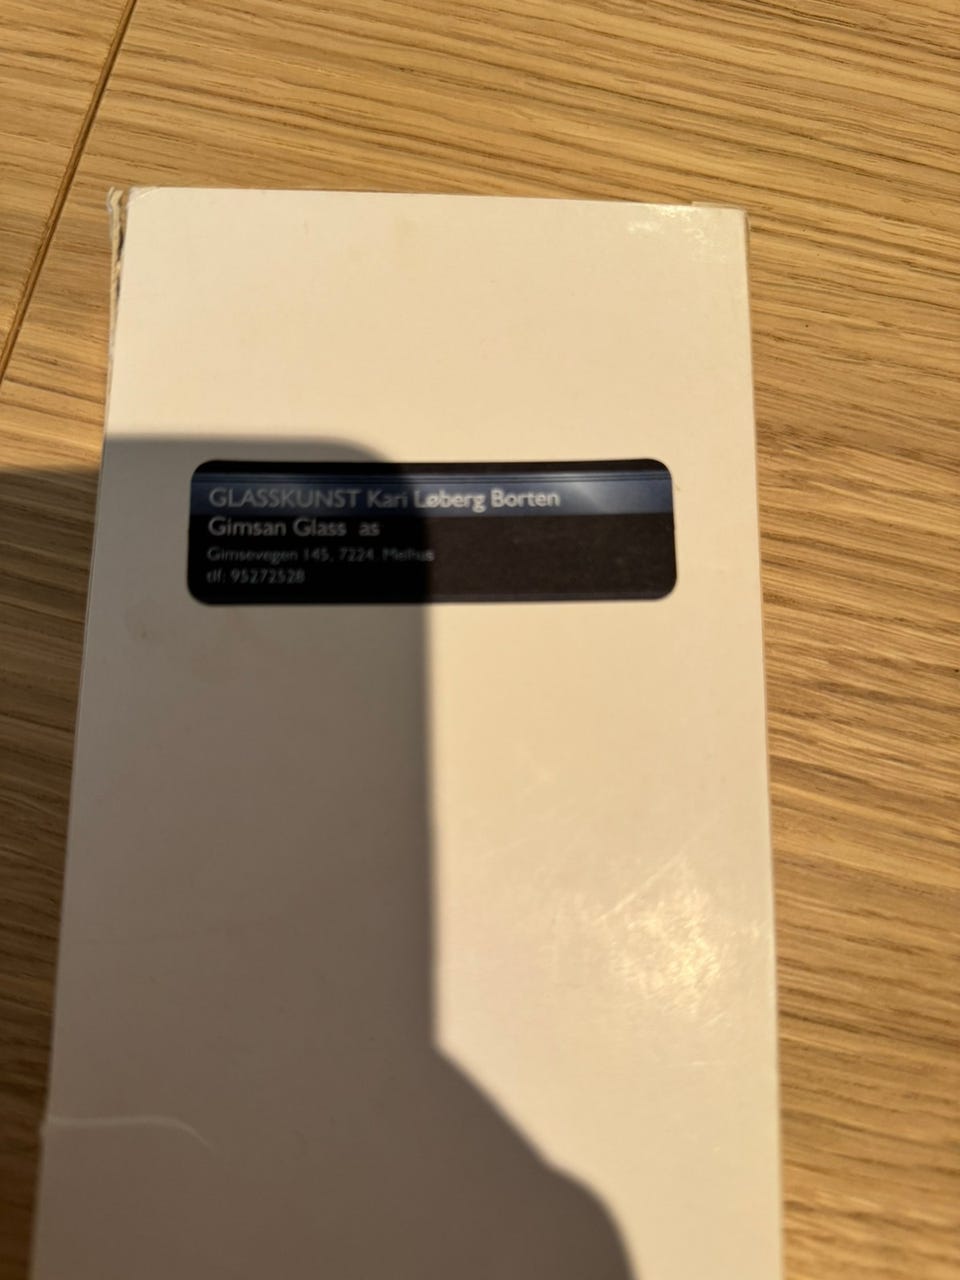 GLASSKUNST Kari Løberg Borten
Gimsan Glass as
Gimsevegen 145, 7224 Melhus
tlf: 95272528